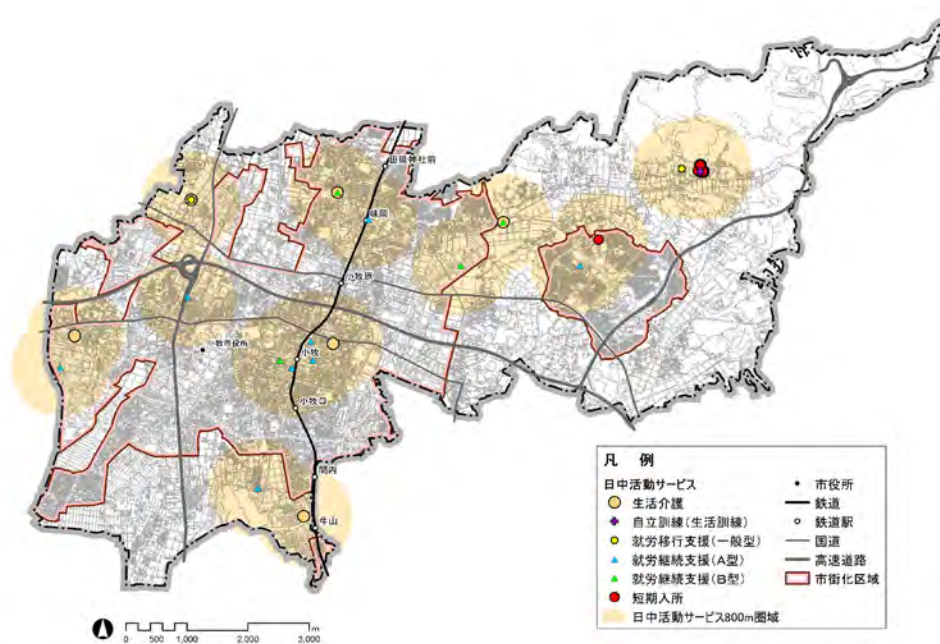 田県神社前
味岡
小牧原
小牧市役所
小牧
小牧口
間内
牛山
凡 例
日中活動サービス
生活介護
自立訓練(生活訓練)
就労移行支援(一般型)
就労継続支援(A型)
就労継続支援(B型)
短期入所
日中活動サービス800m圏域
市役所
鉄道
鉄道駅
国道
高速道路
市街化区域
0 500 1,000 2,000 3,000 m